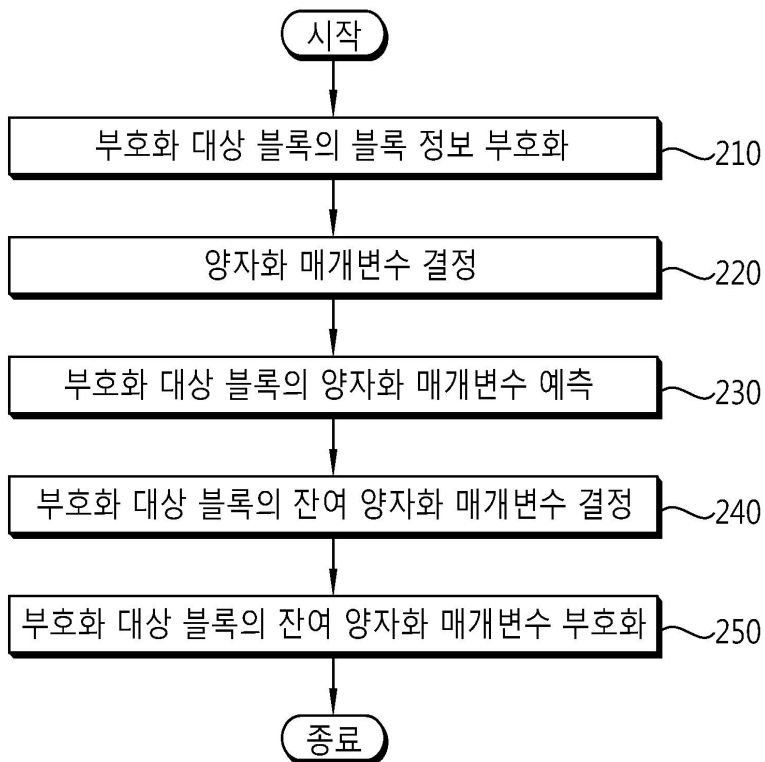 시작
부호화 대상 블록의 블록 정보 부호화
210
양자화 매개변수 결정
220
부호화 대상 블록의 양자화 매개변수 예측
230
부호화 대상 블록의 잔여 양자화 매개변수 결정
240
부호화 대상 블록의 잔여 양자화 매개변수 부호화
250
종료